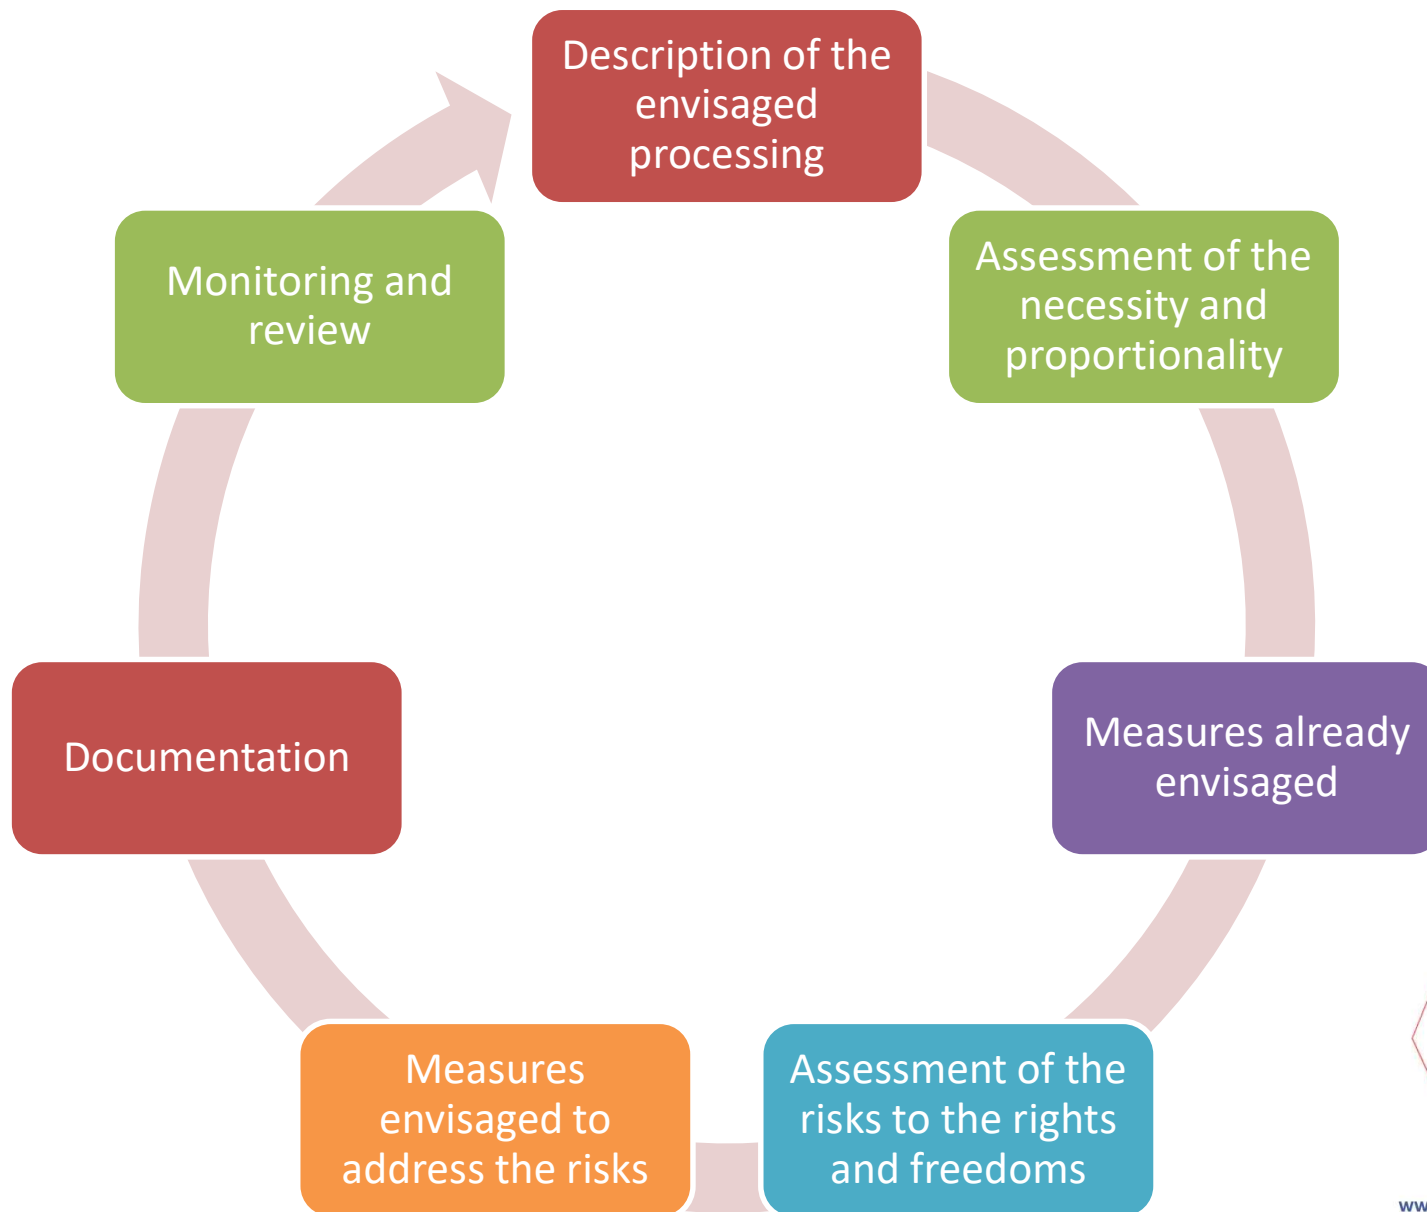 Description of the
envisaged
processing
Assessment of the
necessity and
proportionality
Measures already
envisaged
Assessment of the
risks to the rights
and freedoms
Measures
envisaged to
address the risks
Documentation
Monitoring and
review